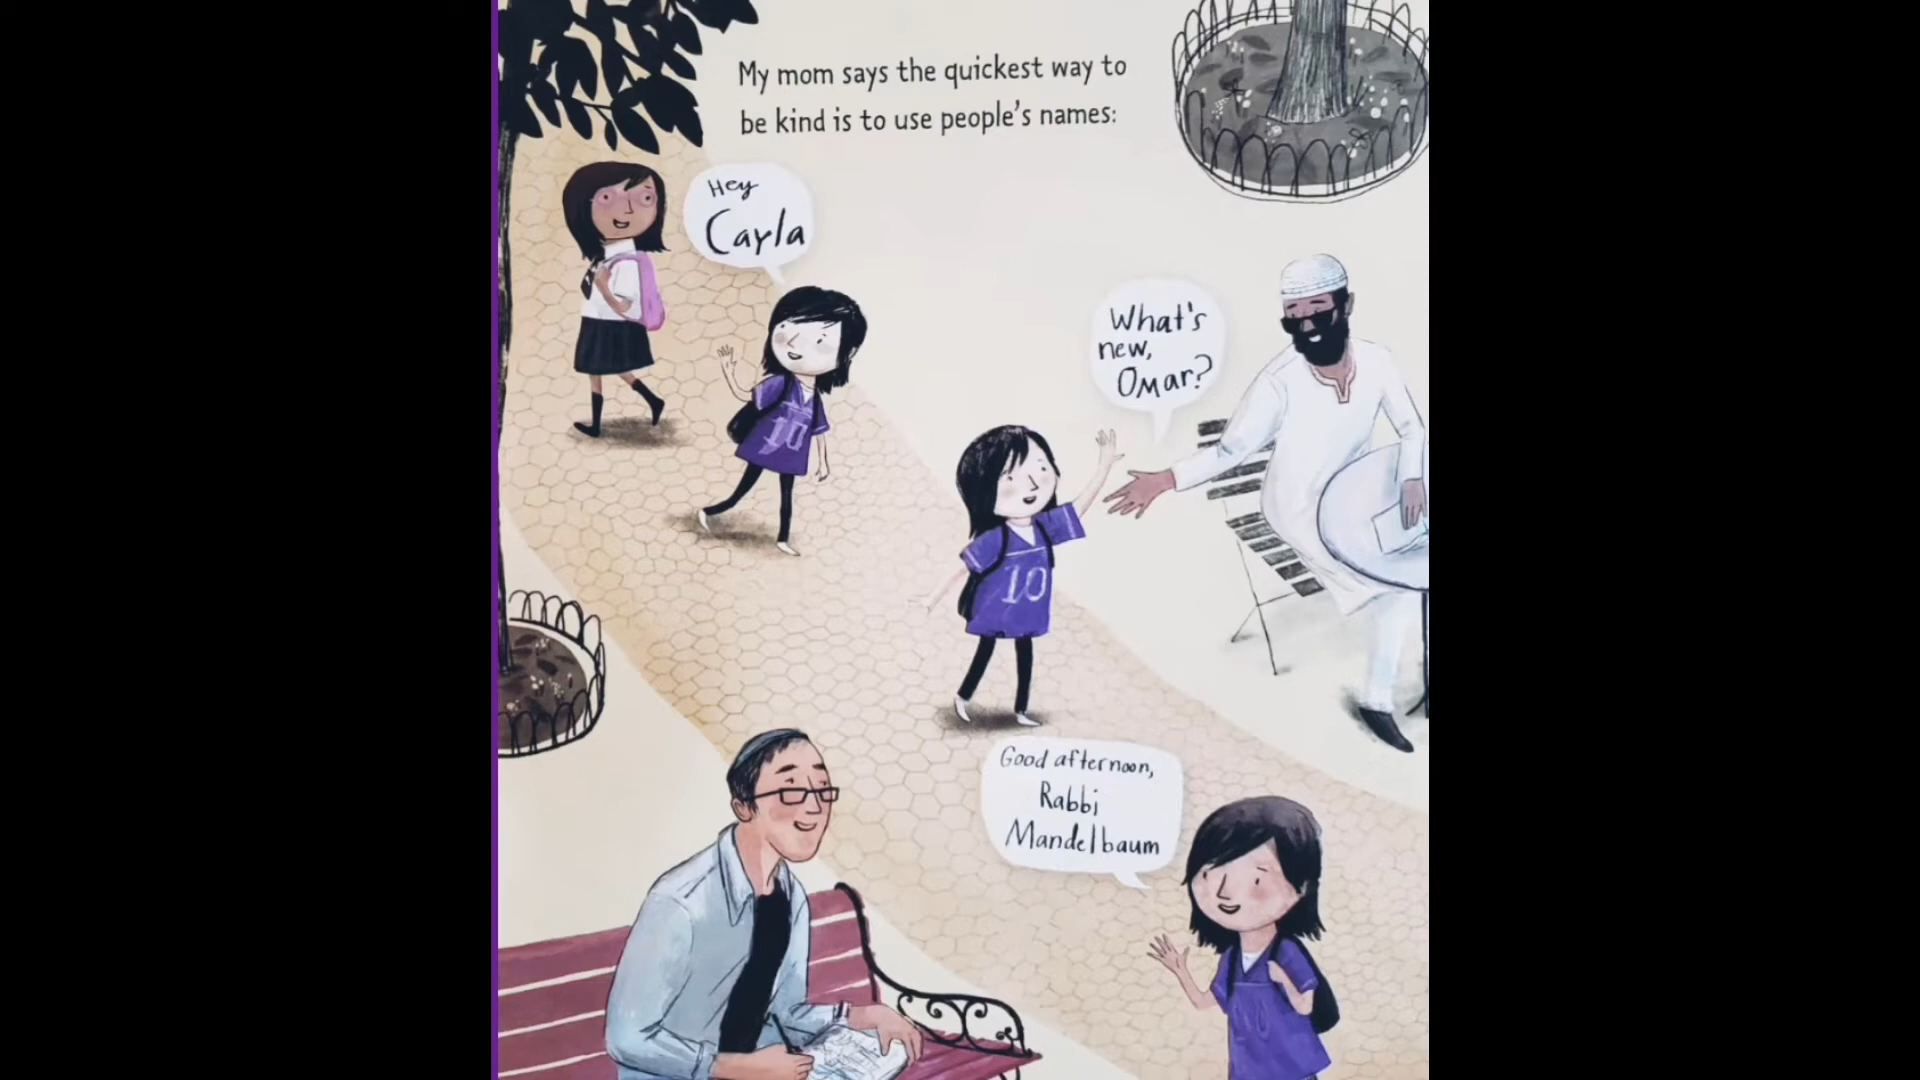 My mom says the quickest way to
be kind is to use people's names:
Hey
Cayla
10
What's
new,
Omar?
10
Good afternoon,
Rabbi
Mandelbaum